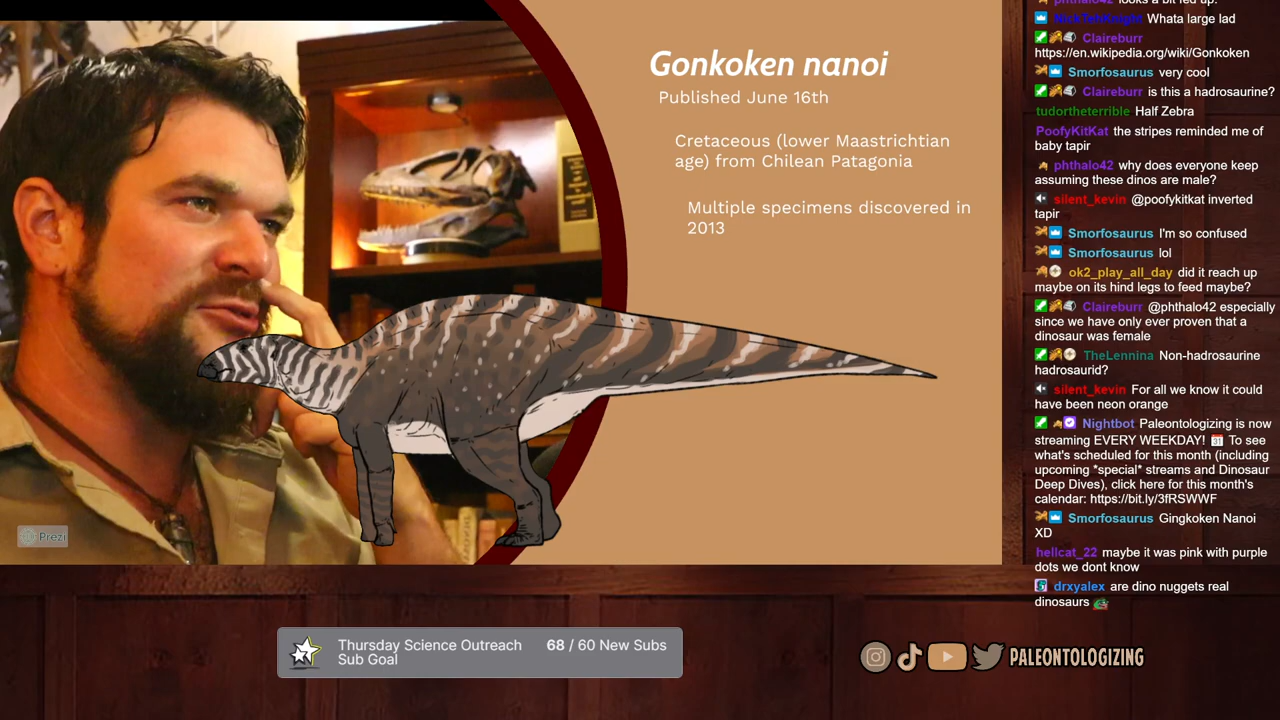 Gonkoken nanoi
Published June 16th
Cretaceous (lower Maastrichtian
age) from Chilean Patagonia
Multiple specimens discovered in
2013
Prezi
Thursday Science Outreach
Sub Goal
68 / 60 New Subs
PALEONTOLOGIZING
phthalo42 looks a bit fed up.
Whata large lad
Claireburr
https://en.wikipedia.org/wiki/Gonkoken
Smorfosaurus very cool
Claireburr is this a hadrosaurine?
tudortheterrible Half Zebra
PoofyKitKat the stripes reminded me of
baby tapir
phthalo42 why does everyone keep
assuming these dinos are male?
silent_kevin @poofykitkat inverted
tapir
Smorfosaurus I'm so confused
Smorfosaurus lol
ok2_play_all_day did it reach up
maybe on its hind legs to feed maybe?
Claireburr @phthalo42 especially
since we have only ever proven that a
dinosaur was female
TheLennina Non-hadrosaurine
hadrosaurid?
silent_kevin For all we know it could
have been neon orange
Nightbot Paleontologizing is now
streaming EVERY WEEKDAY! To see
what's scheduled for this month (including
upcoming *special* streams and Dinosaur
Deep Dives), click here for this month's
calendar: https://bit.ly/3fRSWWF
Smorfosaurus Gingkoken Nanoi
XD
hellcat_22 maybe it was pink with purple
dots we dont know
drxyalex are dino nuggets real
dinosaurs